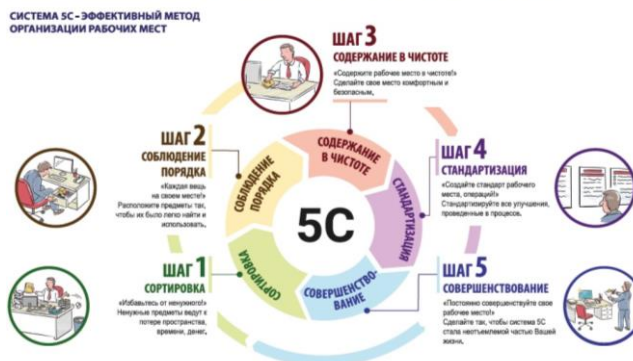 СИСТЕМА 5С – ЭФФЕКТИВНЫЙ МЕТОД
ОРГАНИЗАЦИИ РАБОЧИХ МЕСТ
ШАГ 1
СОРТИРОВКА
«Избавьтесь от ненужного!»
Ненужные предметы ведут к
потере пространства,
времени, денег.
ШАГ 2
СОБЛЮДЕНИЕ
ПОРЯДКА
«Каждая вещь
на своем месте!»
Расположите предметы так,
чтобы их было легко найти и
использовать.
ШАГ 3
СОДЕРЖАНИЕ В ЧИСТОТЕ
«Содержите рабочее место в чистоте!»
Сделайте свое место комфортным и
безопасным.
ШАГ 4
СТАНДАРТИЗАЦИЯ
«Создайте стандарт рабочего
места, операций!»
Стандартизируйте все улучшения,
проведенные в процесов.
ШАГ 5
СОВЕРШЕНСТВОВАНИЕ
«Постоянно совершенствуйте свое
рабочее место!»
Сделайте так, чтобы система 5С
стала неотъемлемой частью Вашей
жизни.
5С
СОРТИРОВКА
СОБЛЮДЕНИЕ
ПОРЯДКА
СОДЕРЖАНИЕ
В ЧИСТОТЕ
СТАНДАРТИЗАЦИЯ
СОВЕРШЕНСТВО-
ВАНИЕ